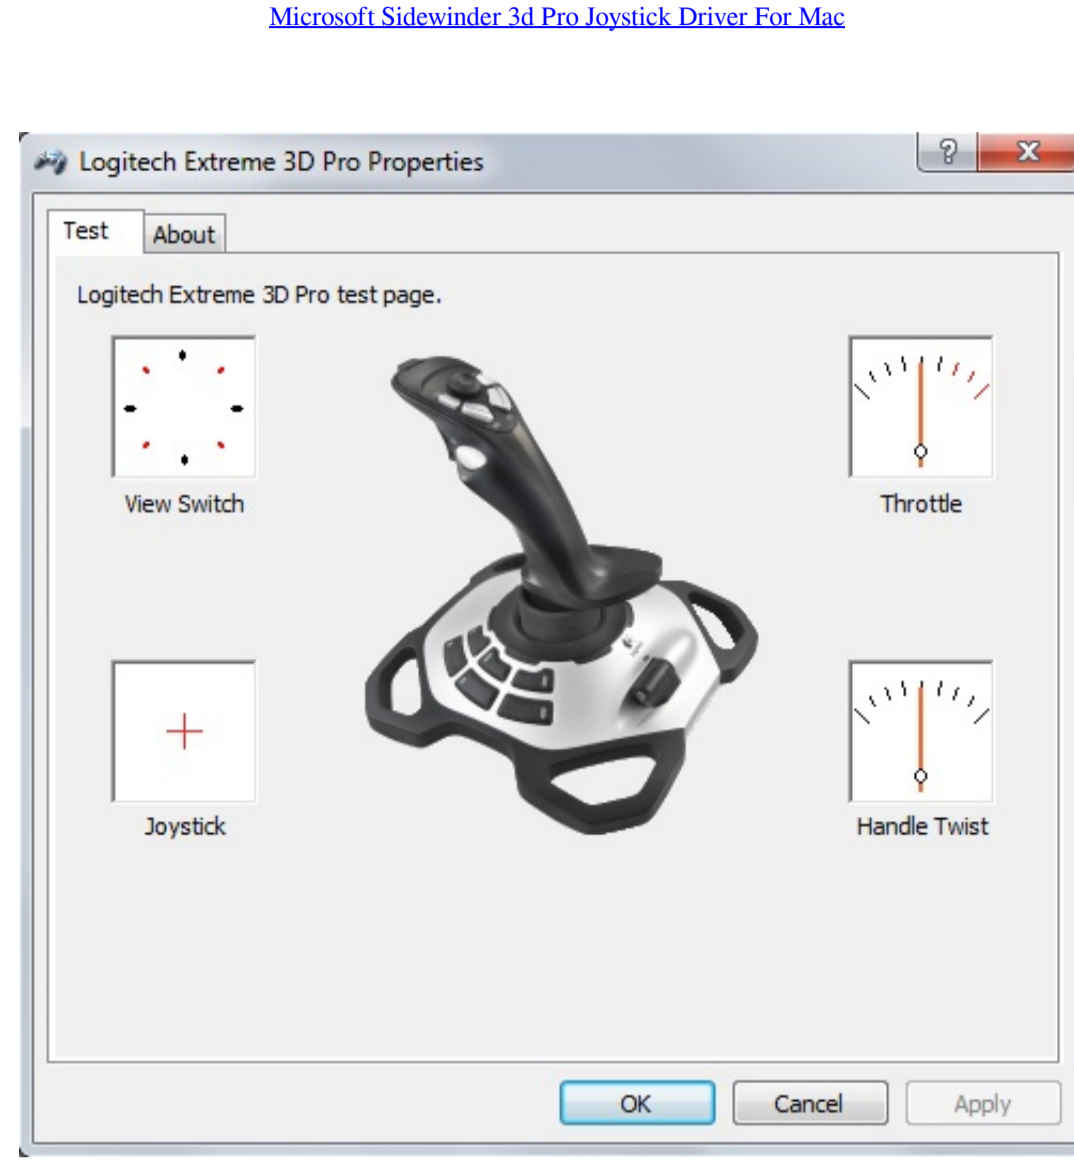 Microsoft Sidewinder 3d Pro Joystick Driver For Mac
Logitech Extreme 3D Pro Properties
?
X
Test
About
Logitech Extreme 3D Pro test page.
View Switch
Throttle
Joystick
Handle Twist
OK
Cancel
Apply